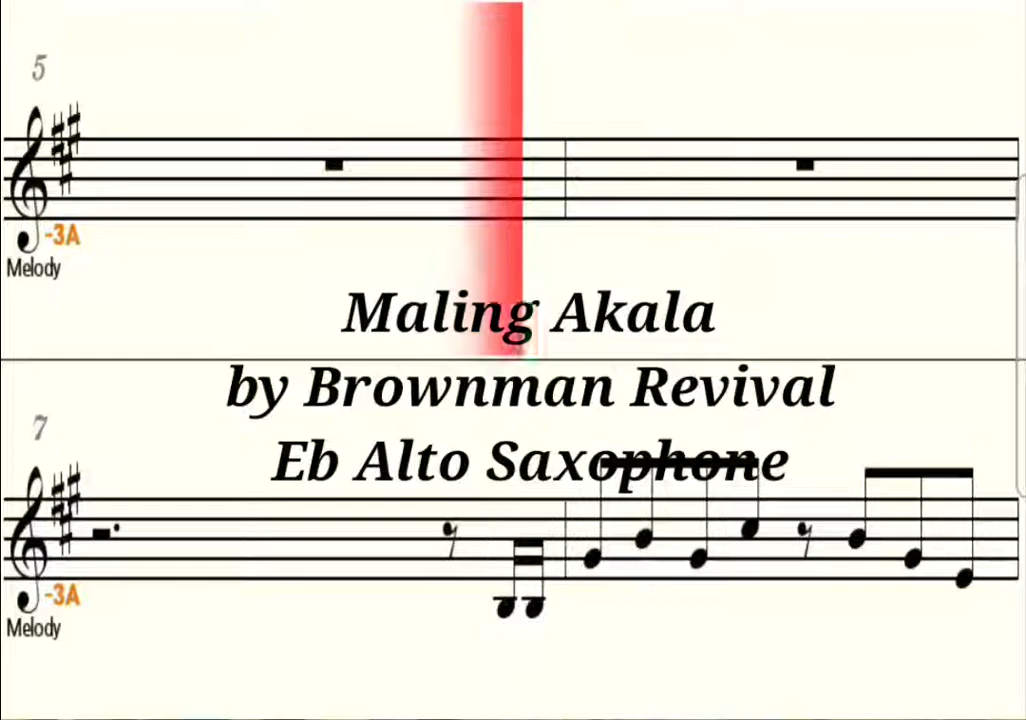 5
-3A
Melody
Maling Akala
by Brownman Revival
Eb Alto Saxophone
7
-3A
Melody